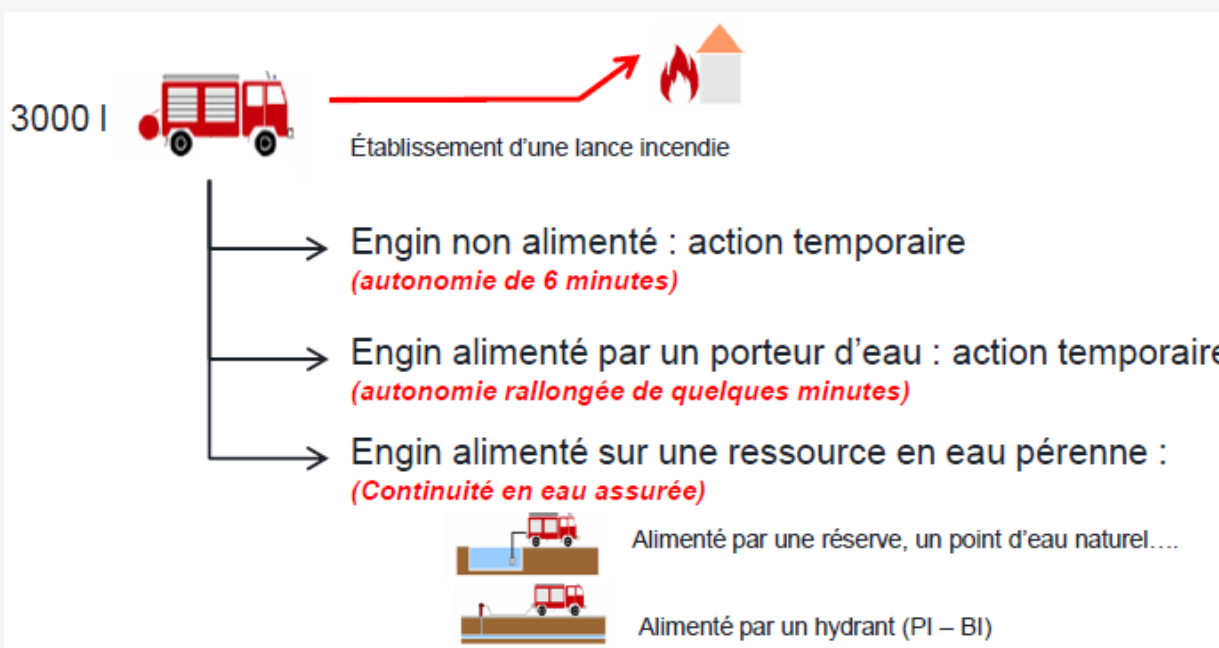 3000 l
Établissement d'une lance incendie
Engin non alimenté : action temporaire
(autonomie de 6 minutes)
Engin alimenté par un porteur d'eau : action temporaire
(autonomie rallongée de quelques minutes)
Engin alimenté sur une ressource en eau pérenne :
(Continuité en eau assurée)
Alimenté par une réserve, un point d'eau naturel....
Alimenté par un hydrant (PI – BI)